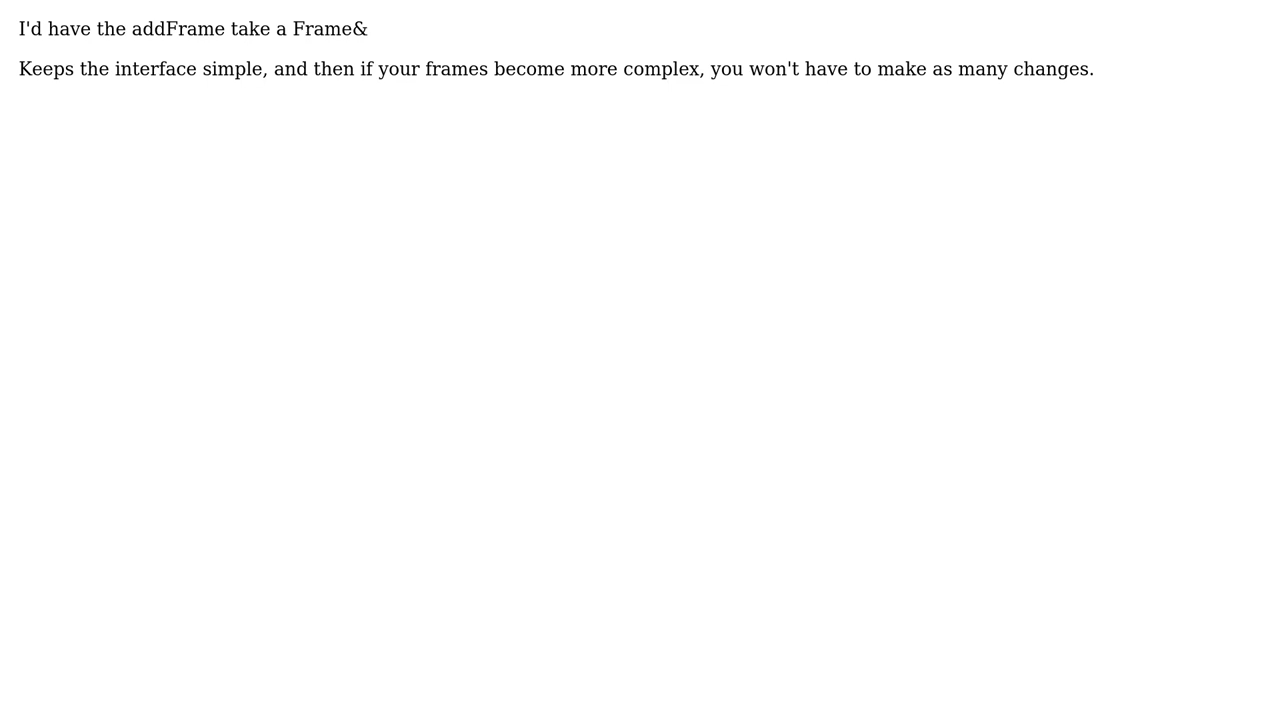 I'd have the addFrame take a Frame&
Keeps the interface simple, and then if your frames become more complex, you won't have to make as many changes.